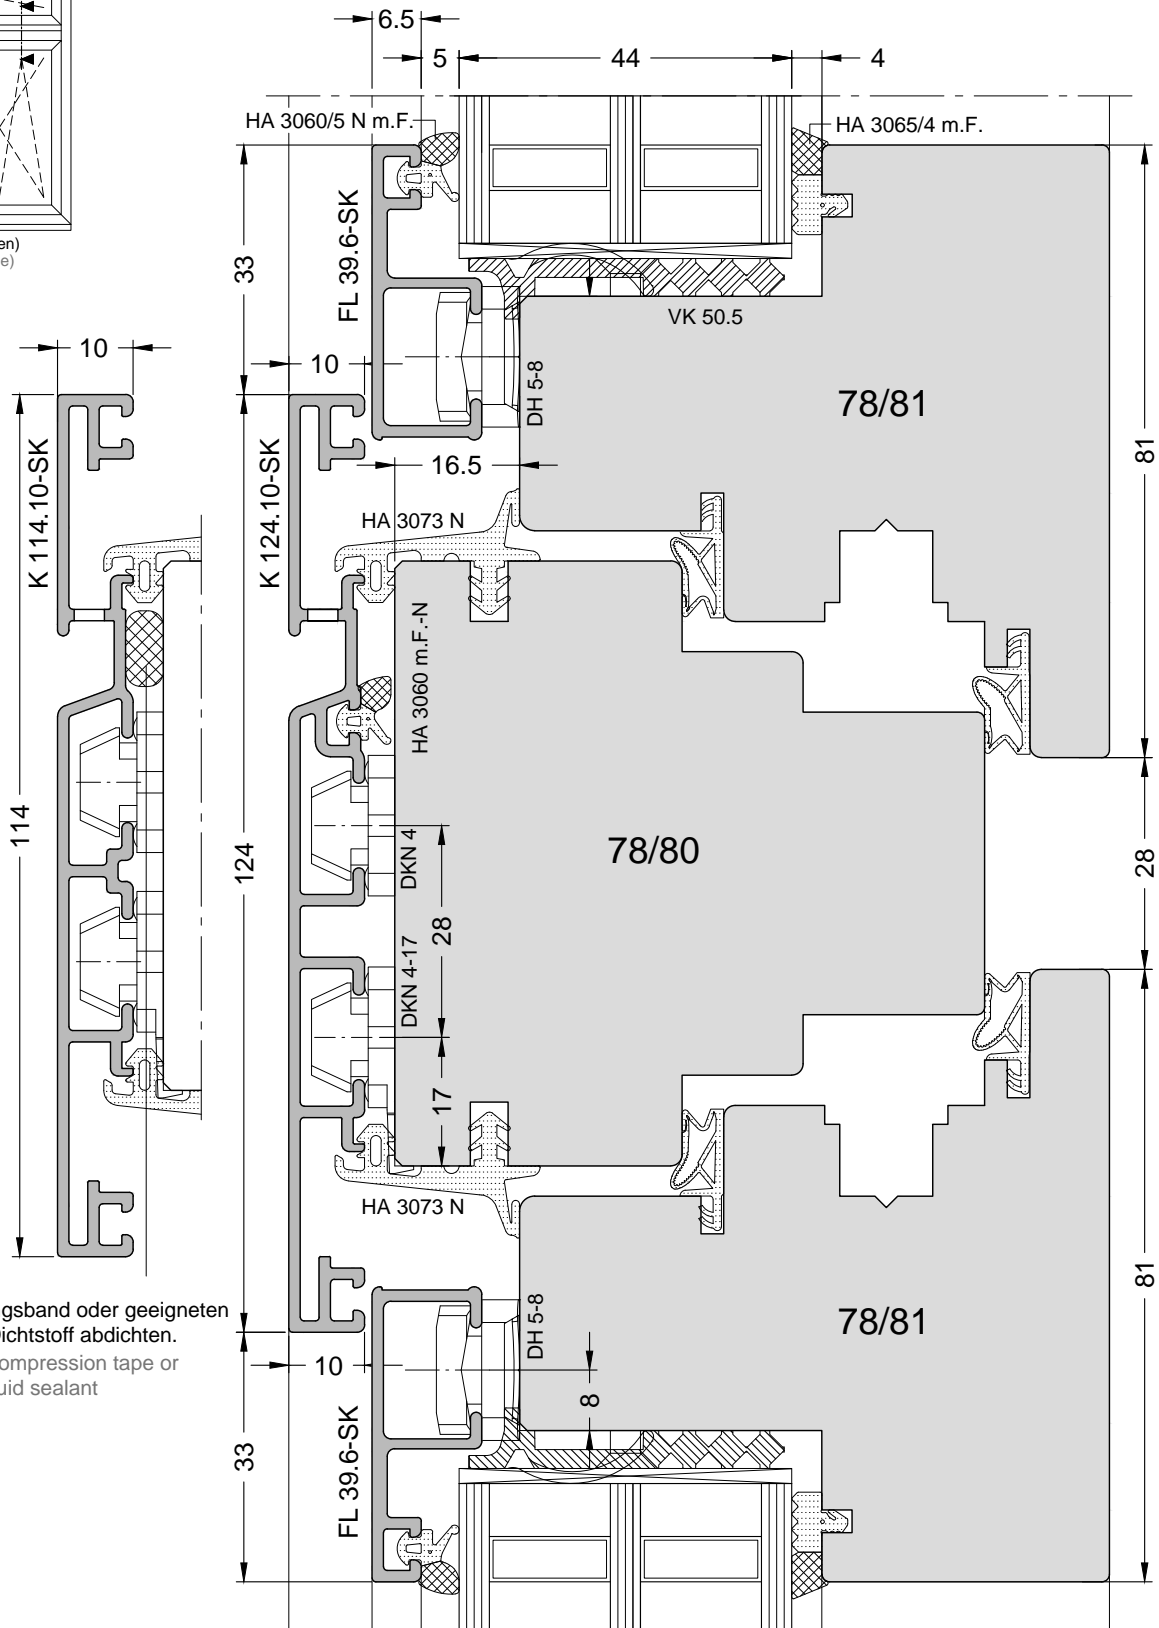 6.5
5
44
4
HA 3060/5 N m.F.
HA 3065/4 m.F.
en)
e)
33
FL 39.6-SK
VK 50.5
10
10
DH 5-8
78/81
81
16.5
K 114.10-SK
K 124.10-SK
HA 3073 N
HA 3060 m.F.-N
114
124
78/80
28
DKN 4
28
DKN 4-17
17
HA 3073 N
81
gsband oder geeigneten
Dichtstoff abdichten.
ompression tape or
uid sealant
10
DH 5-8
78/81
8
33
FL 39.6-SK